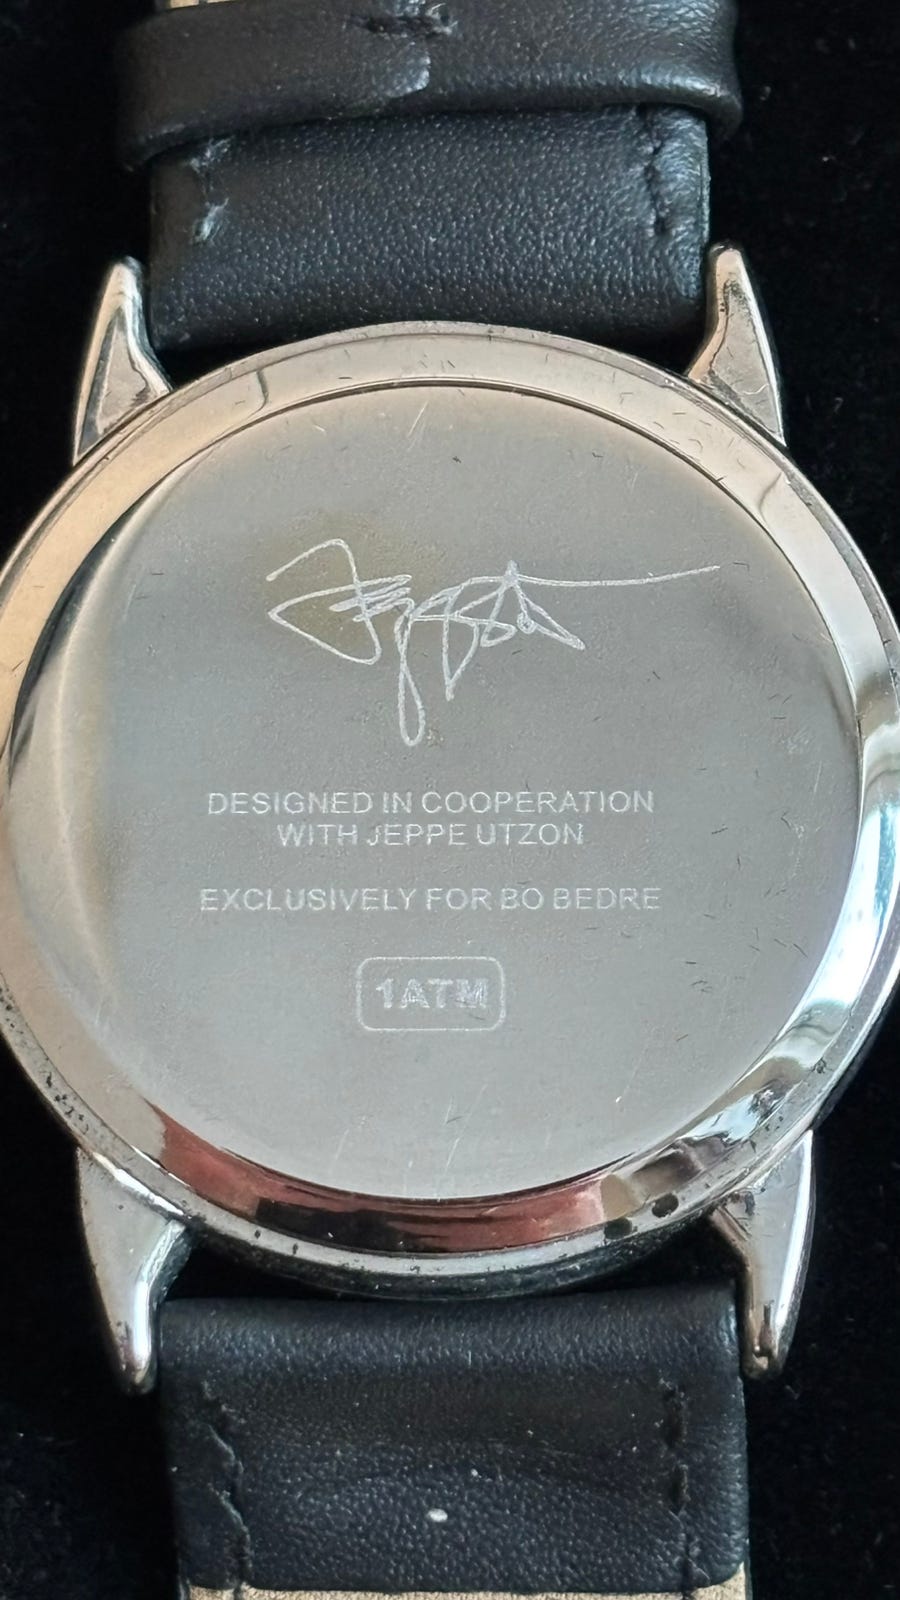 DESIGNED IN COOPERATION
WITH JEPPE UTZON
EXCLUSIVELY FOR BO BEDRE
1ATM